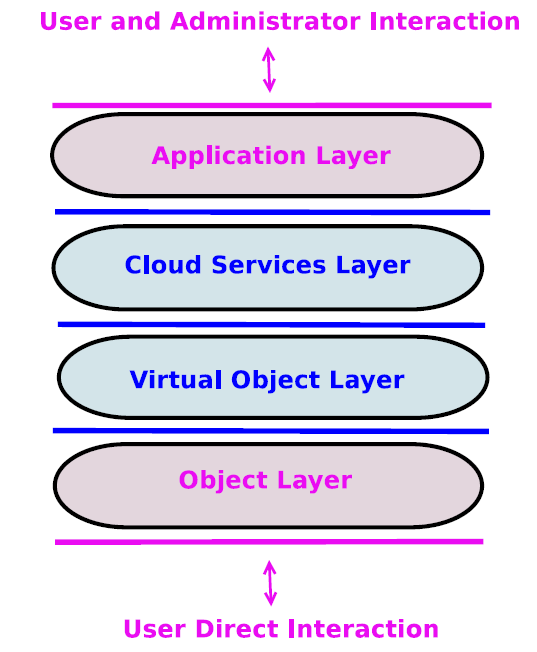 User and Administrator Interaction
Application Layer
Cloud Services Layer
Virtual Object Layer
Object Layer
User Direct Interaction